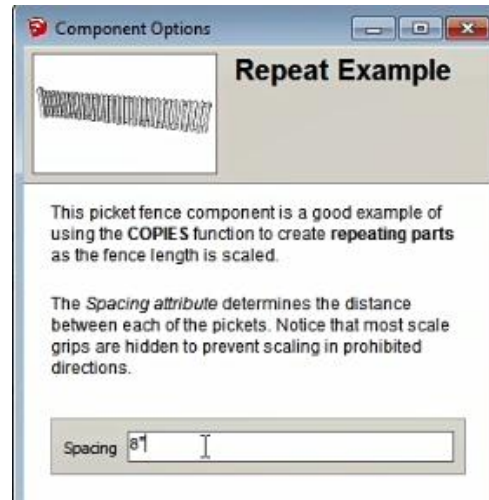 Component Options
Repeat Example
This picket fence component is a good example of
using the COPIES function to create repeating parts
as the fence length is scaled.
The Spacing attribute determines the distance
between each of the pickets. Notice that most scale
grips are hidden to prevent scaling in prohibited
directions.
Spacing 8"